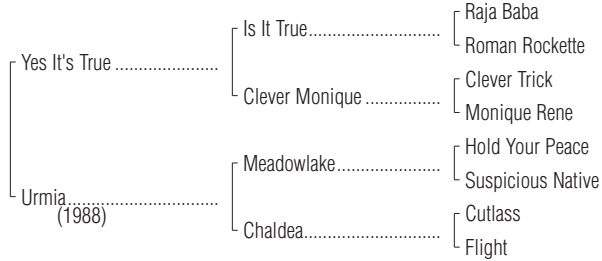 Raja Baba
Is It True...............................
Roman Rockette
Yes It's True ........................
Clever Trick
Clever Monique ..................
Monique Rene
Hold Your Peace
Meadowlake.........................
Suspicious Native
Urmia...................................
(1988)
Cutlass
Chaldea................................
Flight